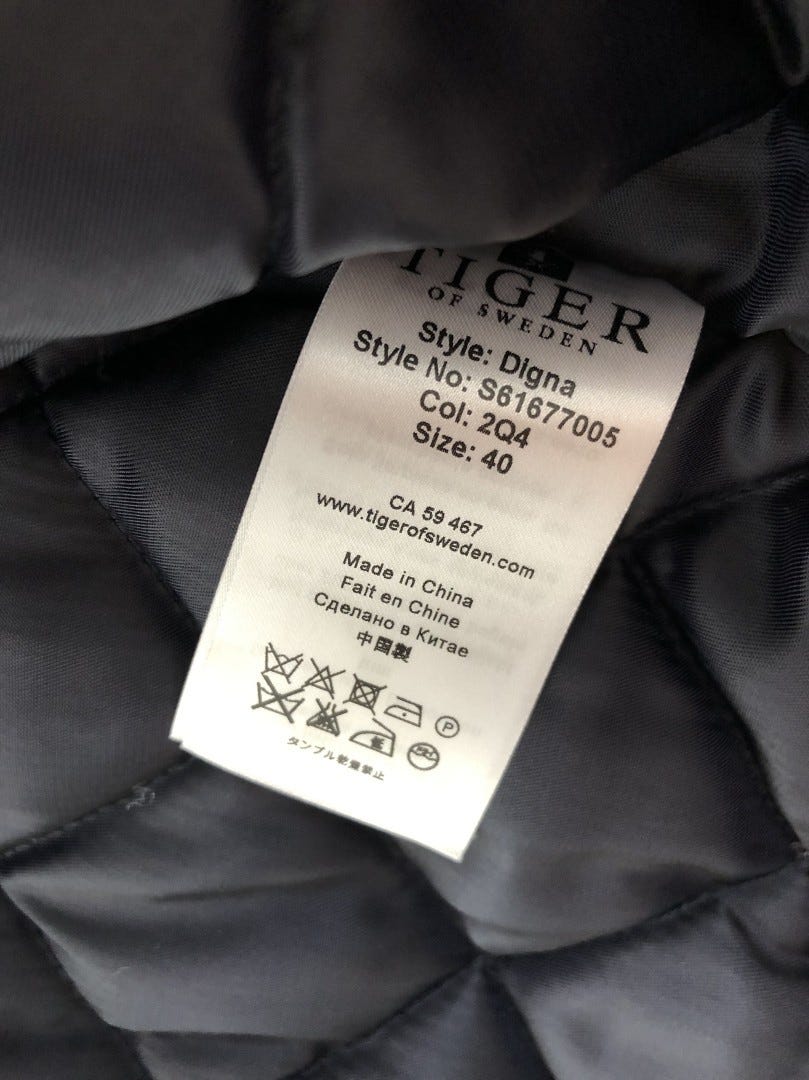 TIGER
OF SWEDEN
Style: Digna
Style No: S61677005
Col: 2Q4
Size: 40
CA 59 467
www.tigerofsweden.com
Made in China
Fait en Chine
Сделано в Китае
中国製
P
タンブル乾燥禁止